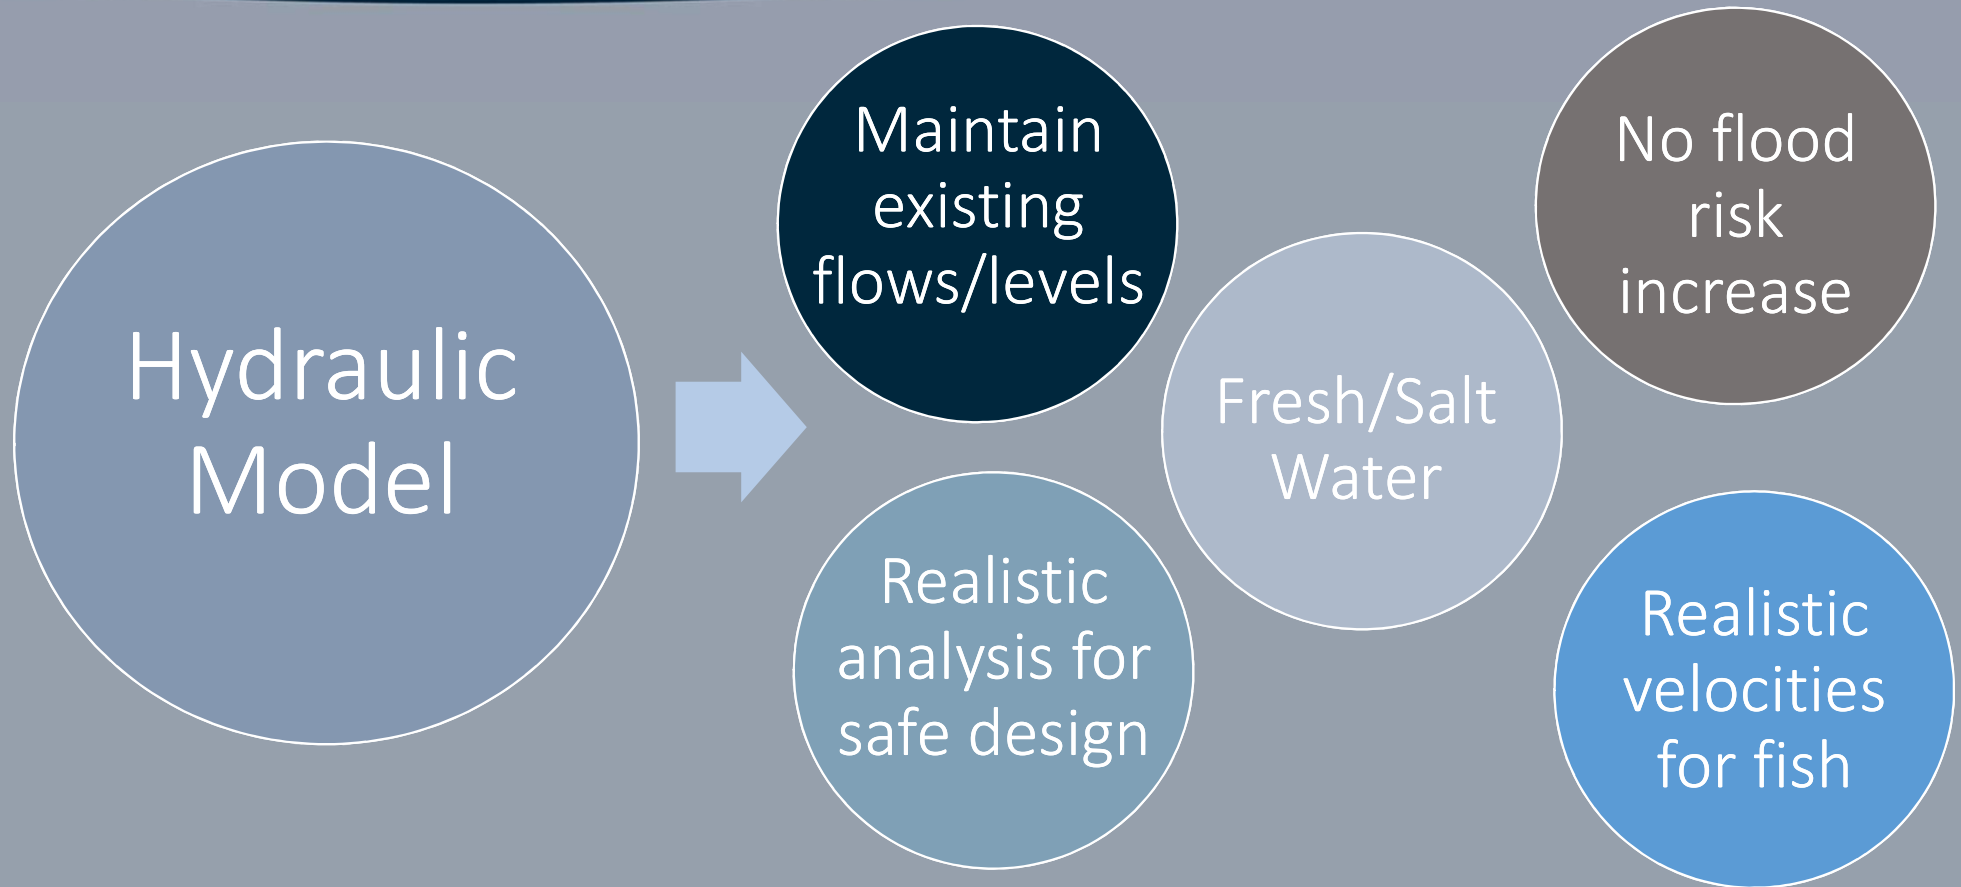 Hydraulic
Model
Maintain
existing
flows/levels
Realistic
analysis for
safe design
Fresh/Salt
Water
No flood
risk
increase
Realistic
velocities
for fish